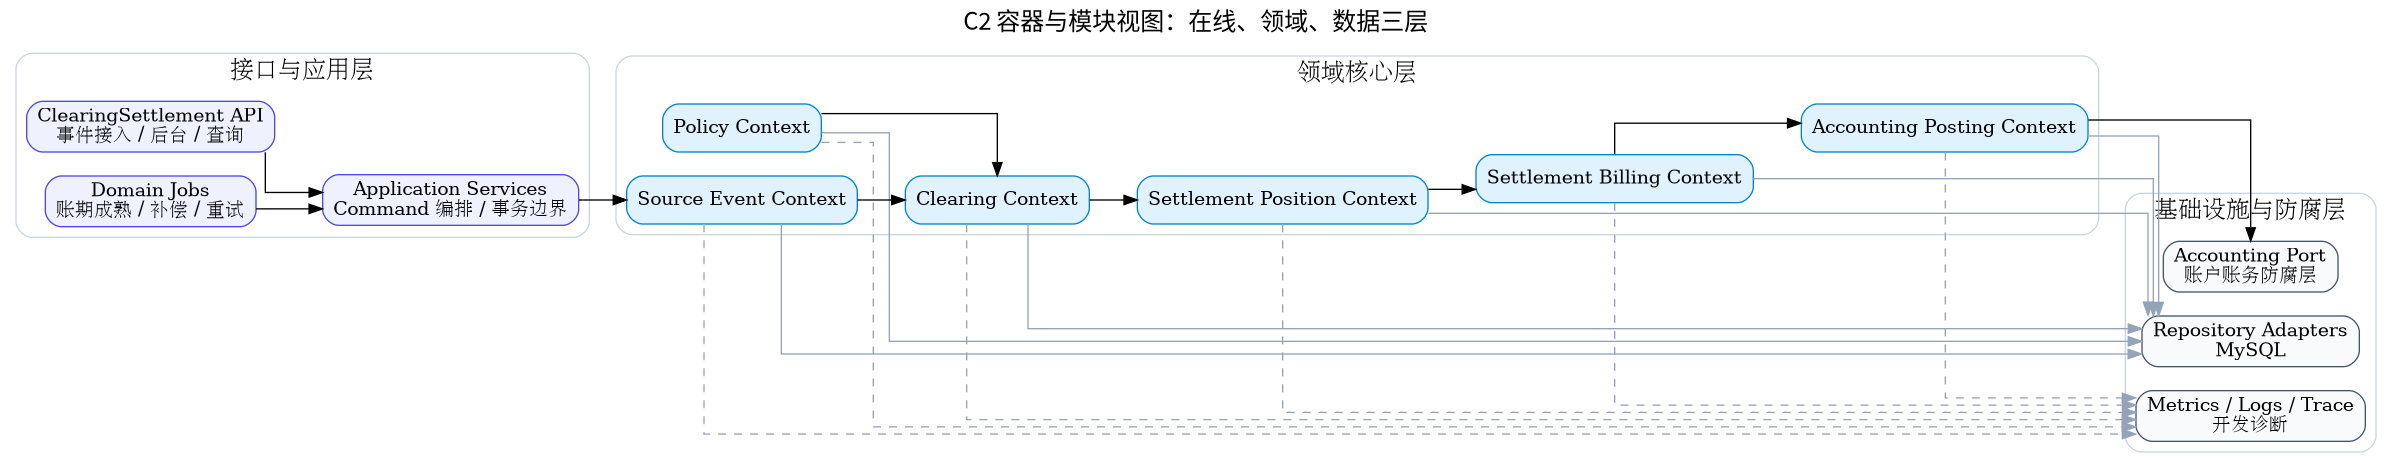 C2 容器与模块视图：在线、领域、数据三层
接口与应用层
ClearingSettlement API
事件接入 / 后台 / 查询
Domain Jobs
账期成熟 / 补偿 / 重试
Application Services
Command 编排 / 事务边界
领域核心层
Policy Context
Source Event Context
Clearing Context
Settlement Position Context
Settlement Billing Context
Accounting Posting Context
基础设施与防腐层
Accounting Port
账户账务防腐层
Repository Adapters
MySQL
Metrics / Logs / Trace
开发诊断